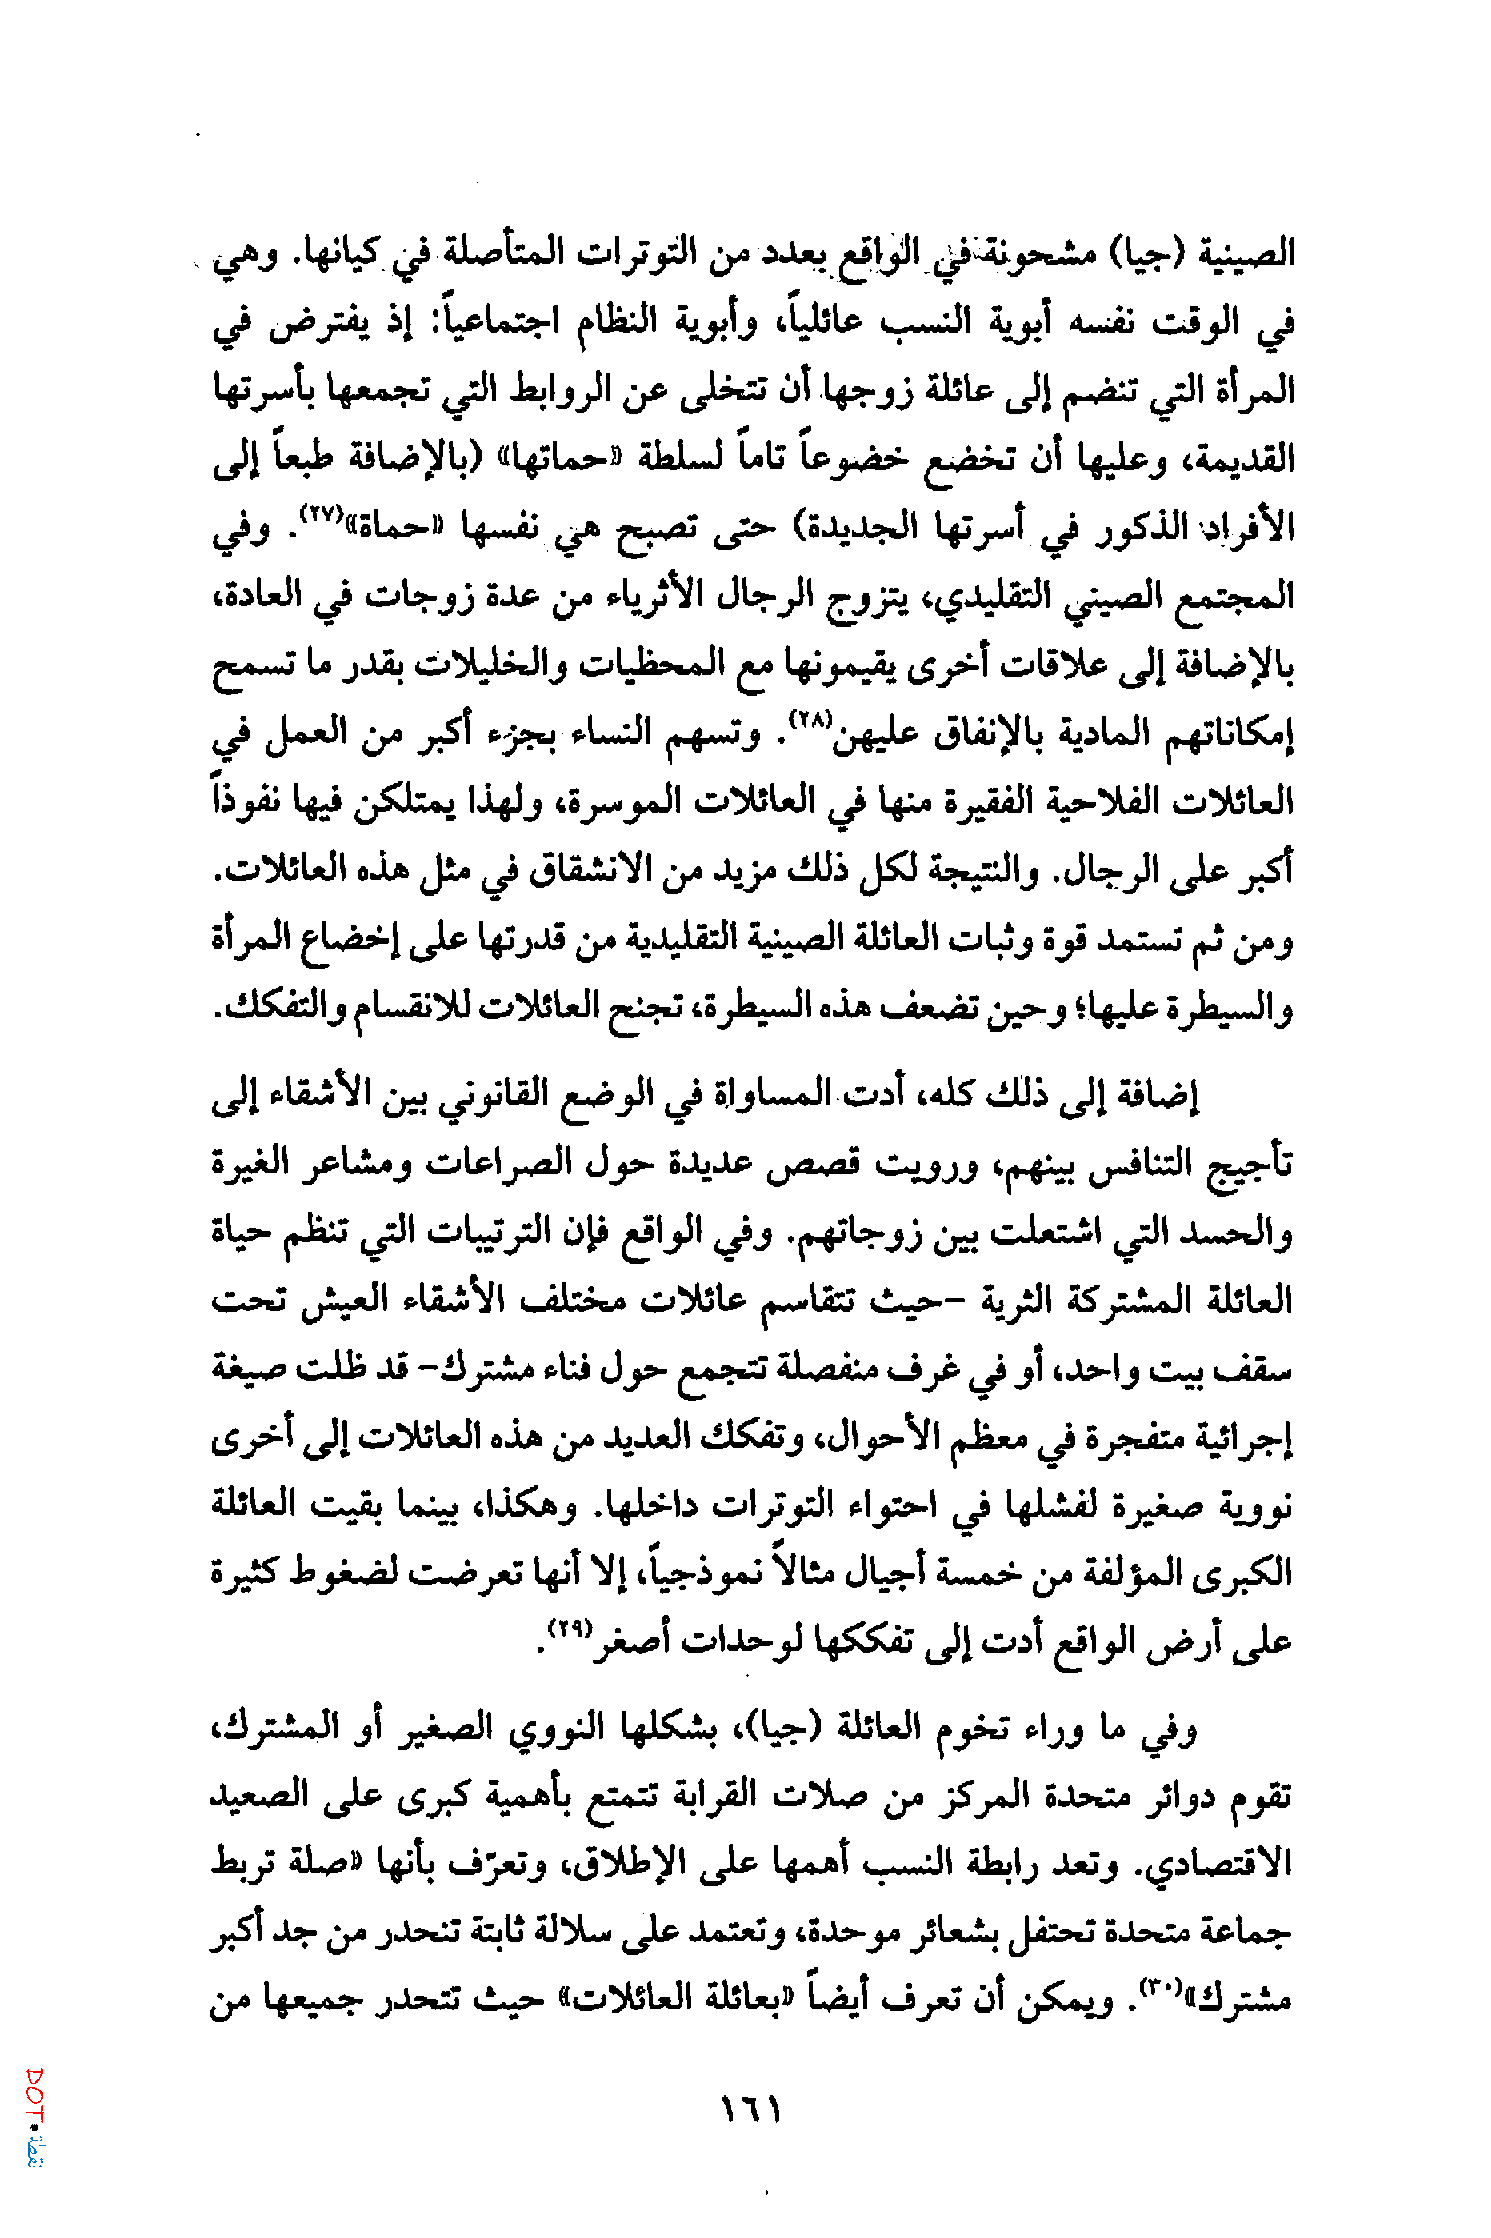 الصينية (جيا) مشحونة في الواقع بعدد من التوترات المتأصلة في كيانها. وهي
في الوقت نفسه أبوية النسب عائلياً، وأبوية النظام اجتماعياً: إذ يفترض في
المرأة التي تنضم إلى عائلة زوجها أن تتخلى عن الروابط التي تجمعها بأسرتها
القديمة، وعليها أن تخضع خضوعاً تاماً لسلطة «حماتها» (بالإضافة طبعاً إلى
الأفراد الذكور في أسرتها الجديدة) حتى تصبح هي نفسها «حماة»(٢٧). وفي
المجتمع الصيني التقليدي، يتزوج الرجال الأثرياء من عدة زوجات في العادة،
بالإضافة إلى علاقات أخرى يقيمونها مع المحظيات والخليلات بقدر ما تسمح
إمكاناتهم المادية بالإنفاق عليهن(٢٨). وتسهم النساء بجزء أكبر من العمل في
العائلات الفلاحية الفقيرة منها في العائلات الموسرة، ولهذا يمتلكن فيها نفوذاً
أكبر على الرجال. والنتيجة لكل ذلك مزيد من الانشقاق في مثل هذه العائلات.
ومن ثم تستمد قوة وثبات العائلة الصينية التقليدية من قدرتها على إخضاع المرأة
والسيطرة عليها؛ وحين تضعف هذه السيطرة، تجنح العائلات للانقسام والتفكك.
إضافة إلى ذلك كله، أدت المساواة في الوضع القانوني بين الأشقاء إلى
تأجيج التنافس بينهم، ورويت قصص عديدة حول الصراعات ومشاعر الغيرة
والحسد التي اشتعلت بين زوجاتهم. وفي الواقع فإن الترتيبات التي تنظم حياة
العائلة المشتركة الثرية -حيث تتقاسم عائلات مختلف الأشقاء العيش تحت
سقف بيت واحد، أو في غرف منفصلة تتجمع حول فناء مشترك- قد ظلت صيغة
إجرائية متفجرة في معظم الأحوال، وتفكك العديد من هذه العائلات إلى أخرى
نووية صغيرة لفشلها في احتواء التوترات داخلها. وهكذا، بينما بقيت العائلة
الكبرى المؤلفة من خمسة أجيال مثالاً نموذجياً، إلا أنها تعرضت لضغوط كثيرة
على أرض الواقع أدت إلى تفككها لوحدات أصغر(٢٩).
وفي ما وراء تخوم العائلة (جيا)، بشكلها النووي الصغير أو المشترك،
تقوم دوائر متحدة المركز من صلات القرابة تتمتع بأهمية كبرى على الصعيد
الاقتصادي. وتعد رابطة النسب أهمها على الإطلاق، وتعرّف بأنها «صلة تربط
جماعة متحدة تحتفل بشعائر موحدة، وتعتمد على سلالة ثابتة تنحدر من جد أكبر
مشترك»(٣٠). ويمكن أن تعرف أيضاً «بعائلة العائلات» حيث تتحدر جميعها من
١٦١
DOT
نقطة